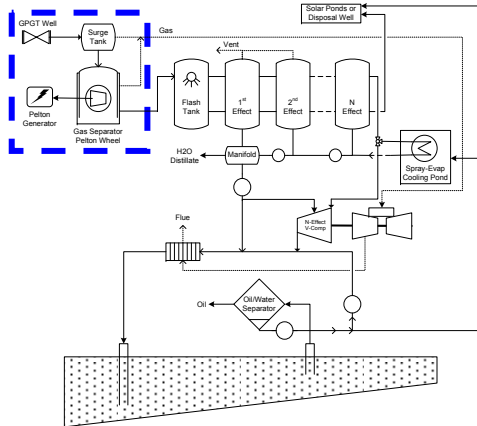 GPGT Well
Surge
Tank
Gas
Solar Ponds or
Disposal Well
Vent
Pelton
Generator
Gas Separator
Pelton Wheel
Flash
Tank
1st
Effect
2nd
Effect
N
Effect
H2O
Distillate
Manifold
Spray-Evap
Cooling Pond
Flue
N-Effect
V-Comp
Oil
Oil/Water
Separator